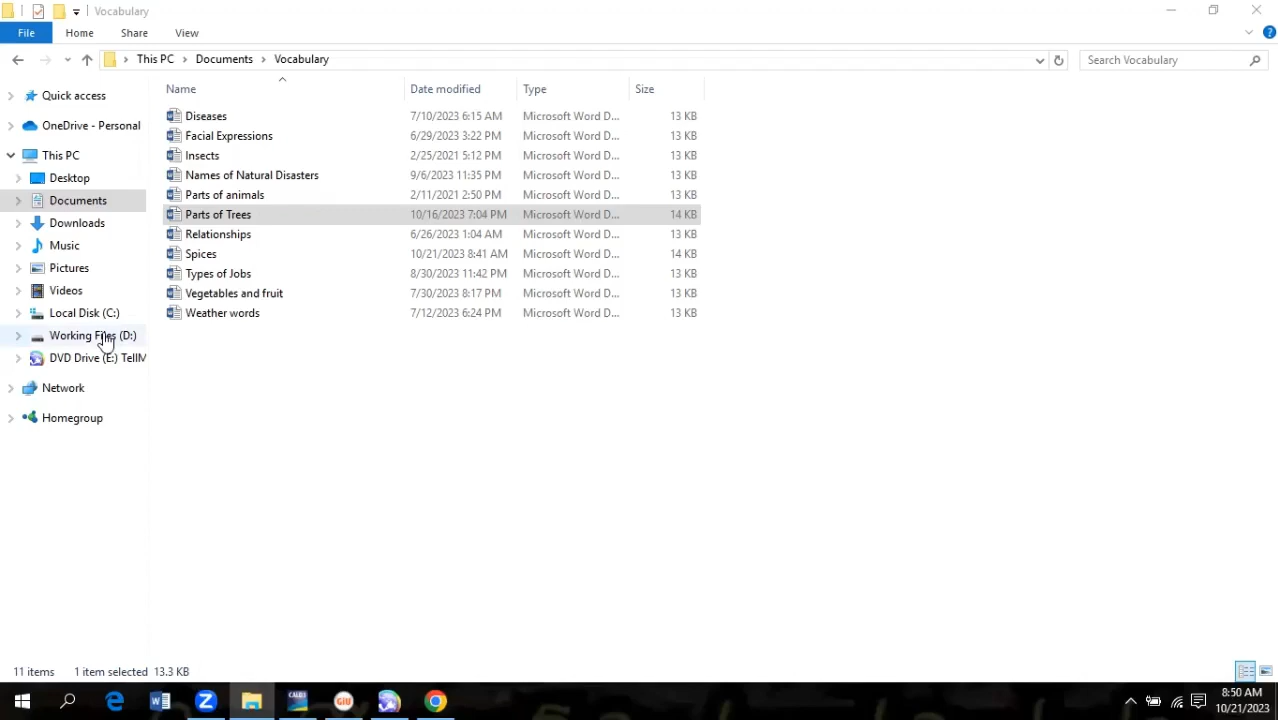 Vocabulary
File Home Share View
This PC Documents Vocabulary
Search Vocabulary
Name Date modified Type Size
Quick access
OneDrive - Personal
This PC
Desktop
Documents
Downloads
Music
Pictures
Videos
Local Disk (C:)
Working Files (D:)
DVD Drive (E:) TellM
Network
Homegroup
Diseases 7/10/2023 6:15 AM Microsoft Word D... 13 KB
Facial Expressions 6/29/2023 3:22 PM Microsoft Word D... 13 KB
Insects 2/25/2021 5:12 PM Microsoft Word D... 13 KB
Names of Natural Disasters 9/6/2023 11:35 PM Microsoft Word D... 13 KB
Parts of animals 2/11/2021 2:50 PM Microsoft Word D... 13 KB
Parts of Trees 10/16/2023 7:04 PM Microsoft Word D... 14 KB
Relationships 6/26/2023 1:04 AM Microsoft Word D... 13 KB
Spices 10/21/2023 8:41 AM Microsoft Word D... 14 KB
Types of Jobs 8/30/2023 11:42 PM Microsoft Word D... 13 KB
Vegetables and fruit 7/30/2023 8:17 PM Microsoft Word D... 13 KB
Weather words 7/12/2023 6:24 PM Microsoft Word D... 13 KB
11 items 1 item selected 13.3 KB
GIU
8:50 AM
10/21/2023